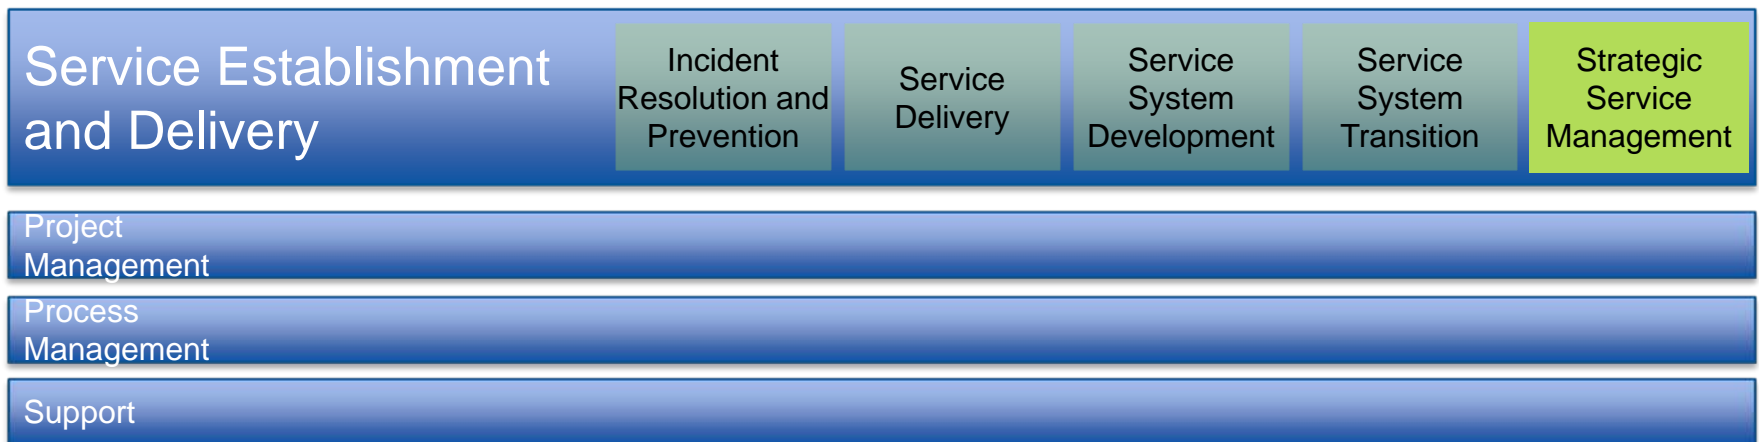 Service Establishment
and Delivery
Incident
Resolution and
Prevention
Service
Delivery
Service
System
Development
Service
System
Transition
Strategic
Service
Management
Project
Management
Process
Management
Support